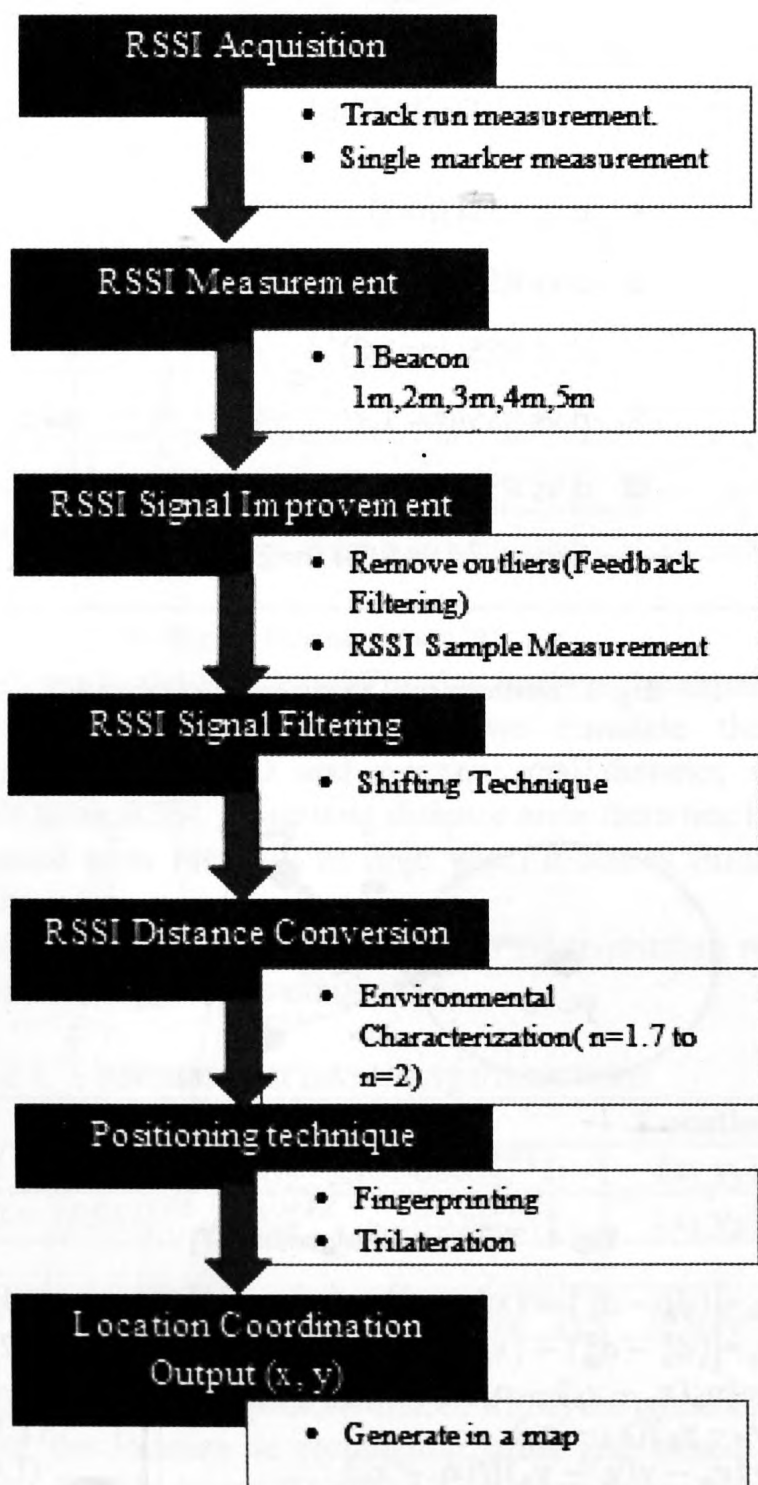 RSSI Acquisition
• Track run measurement.
• Single marker measurement
RSSI Measurement
• 1 Beacon
1m,2m,3m,4m,5m
RSSI Signal Improvement
• Remove outliers(Feedback
Filtering)
• RSSI Sample Measurement
RSSI Signal Filtering
• Shifting Technique
RSSI Distance Conversion
• Environmental
Characterization( n=1.7 to
n=2)
Positioning technique
• Fingerprinting
• Trilateration
Location Coordination
Output (x, y)
• Generate in a map